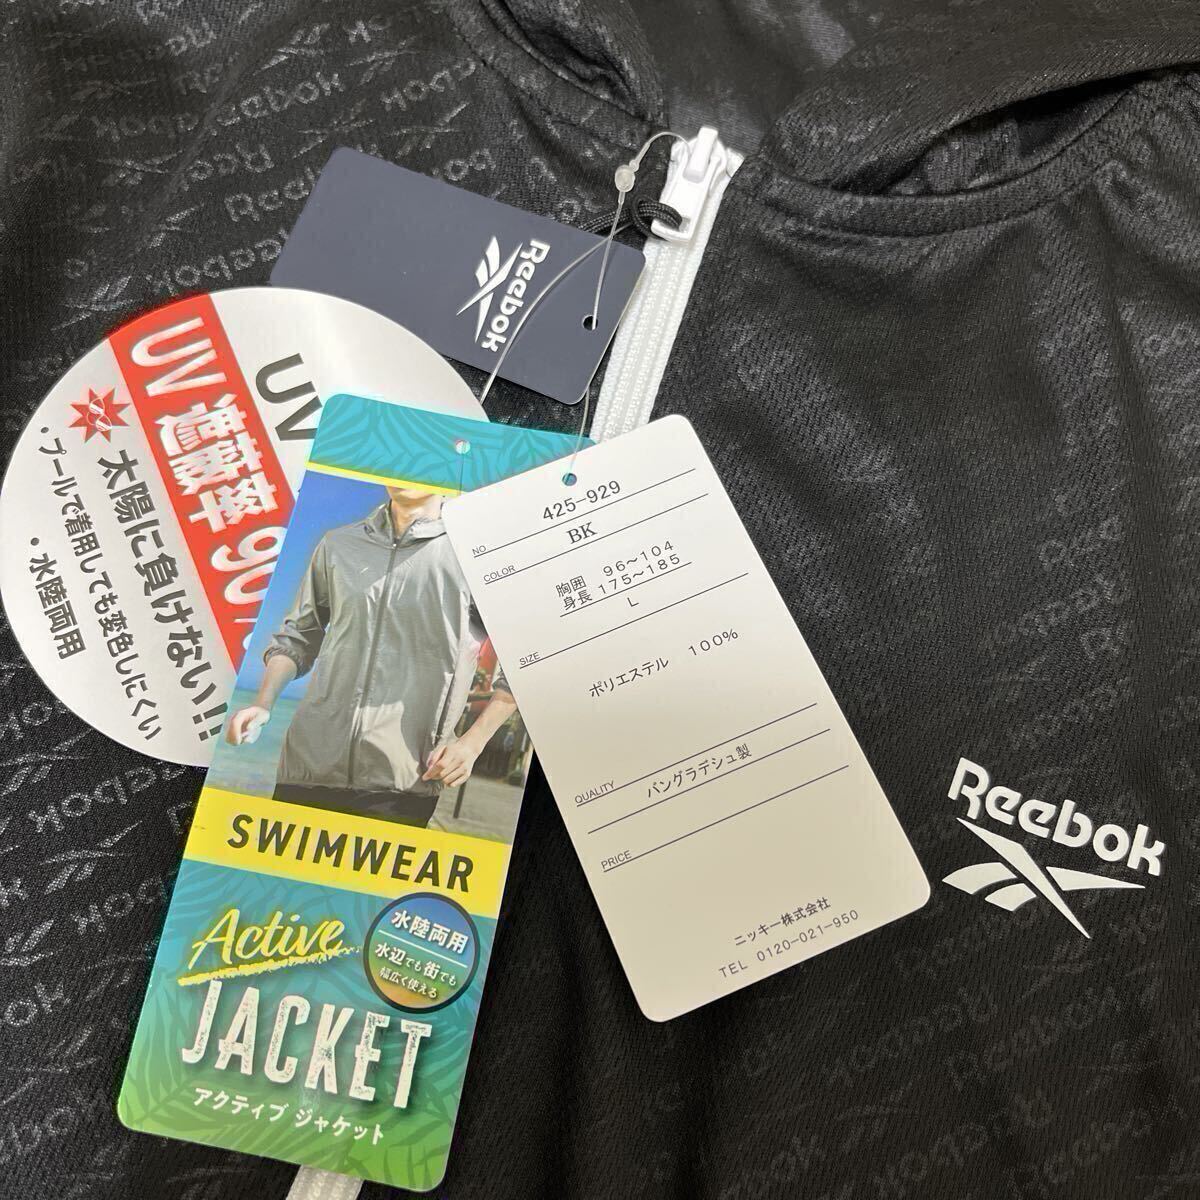 Reebok
UV
UV遮蔽率90%
太陽に負けない!!
・プールで着用しても変色しにくい
・水陸両用
SWIMWEAR
Active
JACKET
アクティブ ジャケット
水陸両用
水辺でも街でも
幅広く使える
NO 425-929
COLOR BK
胸囲 96～104
身長 175～185
SIZE L
ポリエステル 100%
QUALITY
バングラデシュ製
PRICE
ニッキー株式会社
TEL 0120-021-950
Reebok